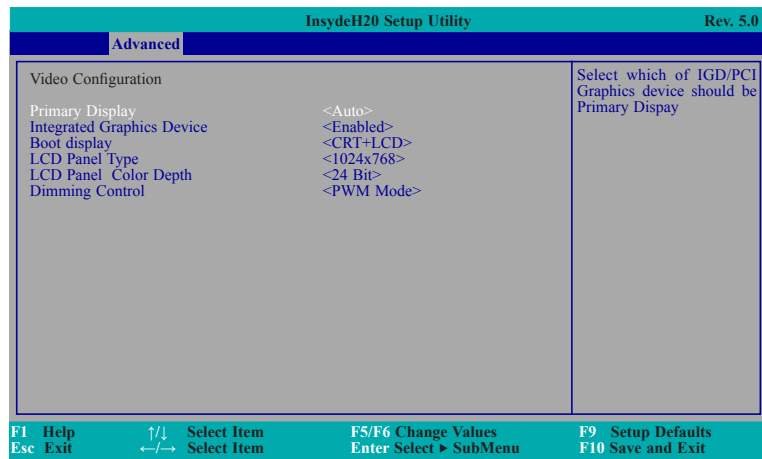 InsydeH20 Setup Utility Rev. 5.0
Advanced
Video Configuration
Primary Display <Auto>
Integrated Graphics Device <Enabled>
Boot display <CRT+LCD>
LCD Panel Type <1024x768>
LCD Panel Color Depth <24 Bit>
Dimming Control <PWM Mode>
Select which of IGD/PCI
Graphics device should be
Primary Dispay
F1 Help ↑/↓ Select Item F5/F6 Change Values F9 Setup Defaults
Esc Exit ←/→ Select Item Enter Select ▶ SubMenu F10 Save and Exit